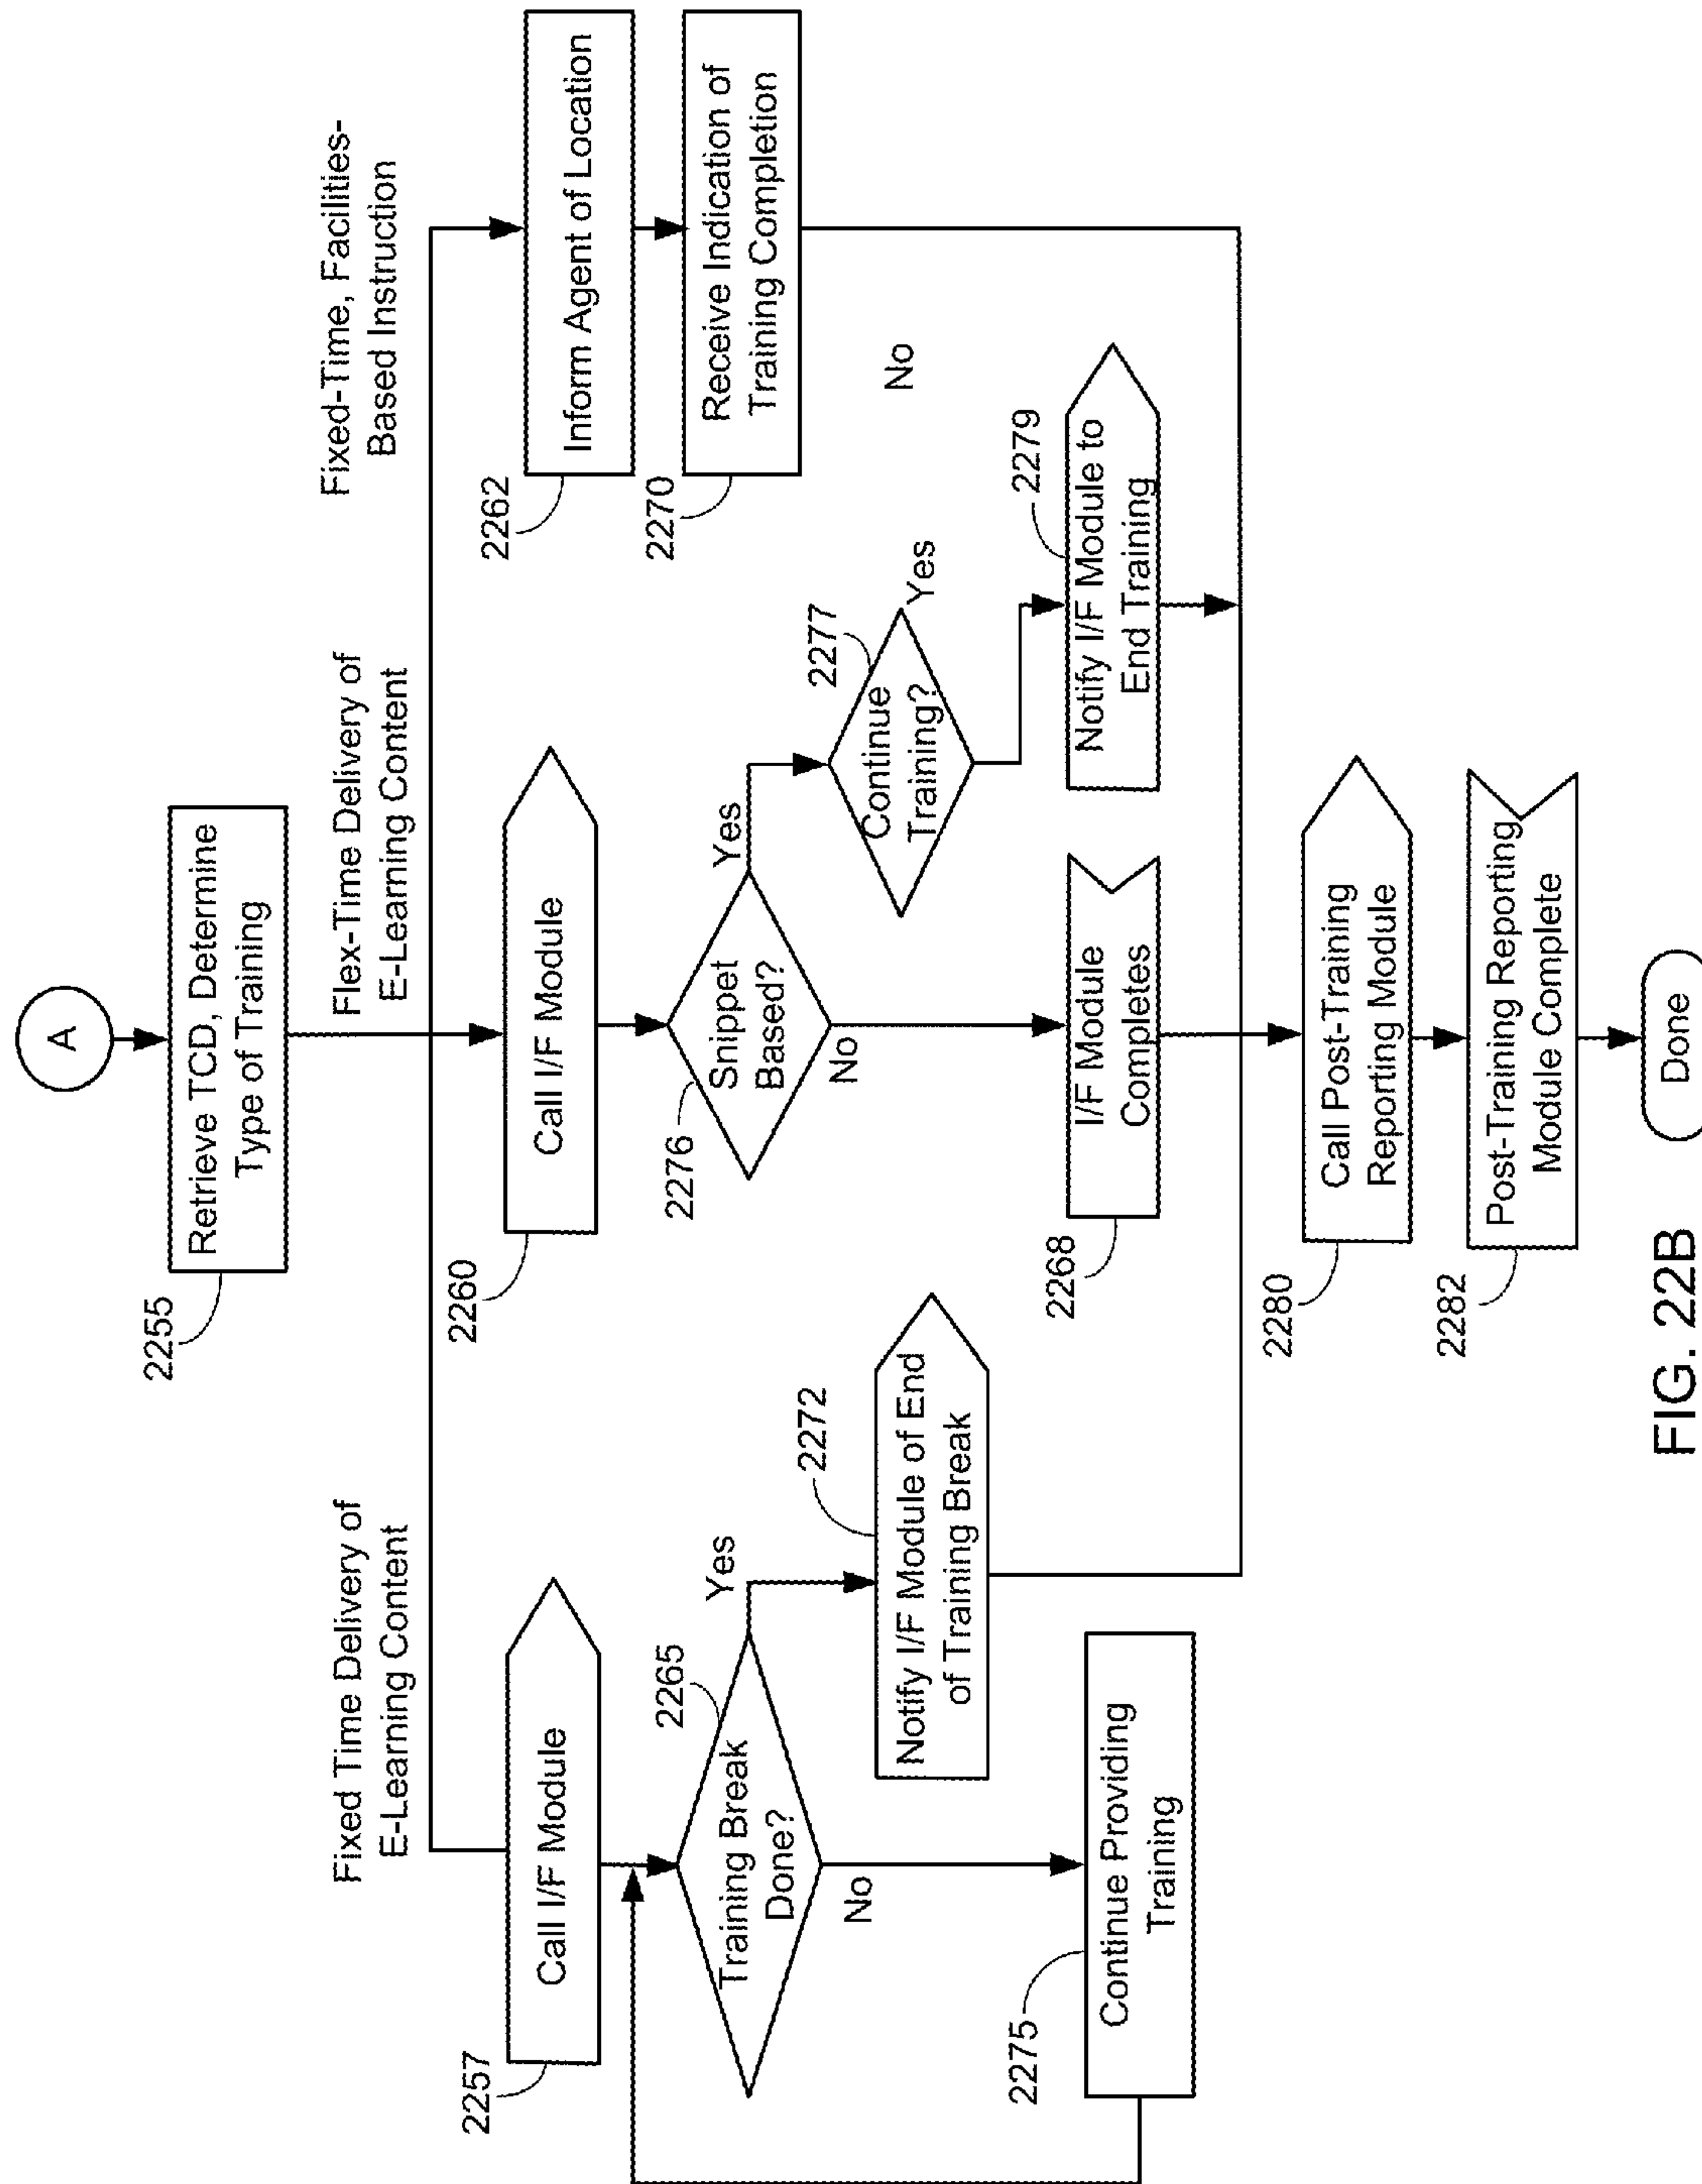 A
2255
Retrieve TCD, Determine
Type of Training
Fixed Time Delivery of
E-Learning Content
Flex-Time Delivery of
E-Learning Content
Fixed-Time, Facilities-
Based Instruction
2257
Call I/F Module
2260
Call I/F Module
2262
Inform Agent of Location
2265
Training Break
Done?
Yes
No
2276
Snippet
Based?
Yes
No
2270
Receive Indication of
Training Completion
2277
Continue
Training?
Yes
No
2272
Notify I/F Module of End
of Training Break
2275
Continue Providing
Training
2268
I/F Module
Completes
2279
Notify I/F Module to
End Training
2280
Call Post-Training
Reporting Module
2282
Post-Training Reporting
Module Complete
Done
FIG. 22B